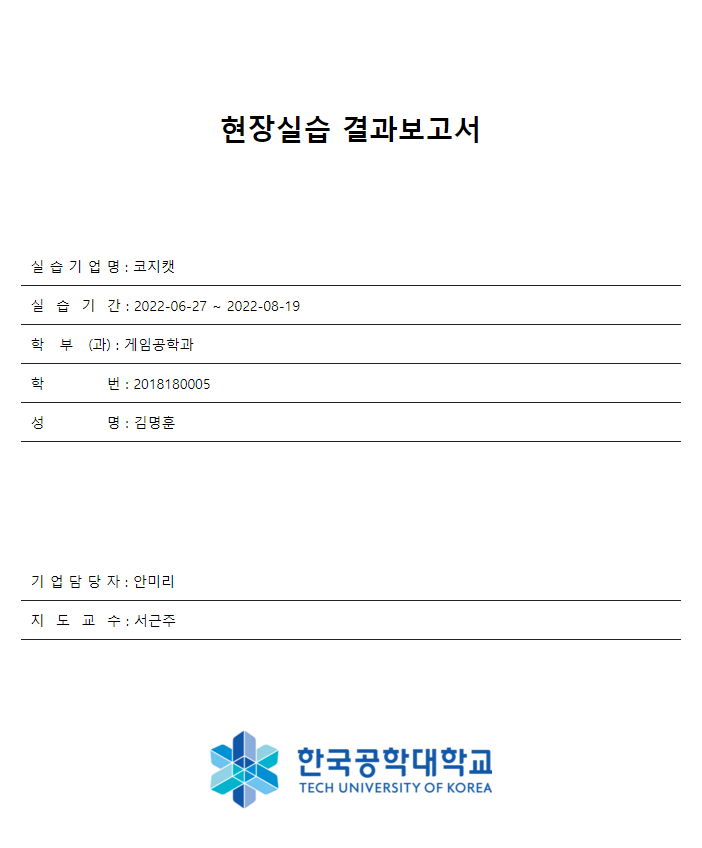 현장실습 결과보고서
실 습 기 업 명 : 코지캣
실 습 기 간 : 2022-06-27 ~ 2022-08-19
학 부 (과) : 게임공학과
학 번 : 2018180005
성 명 : 김명훈
기 업 담 당 자 : 안미리
지 도 교 수 : 서근주
한국공학대학교
TECH UNIVERSITY OF KOREA